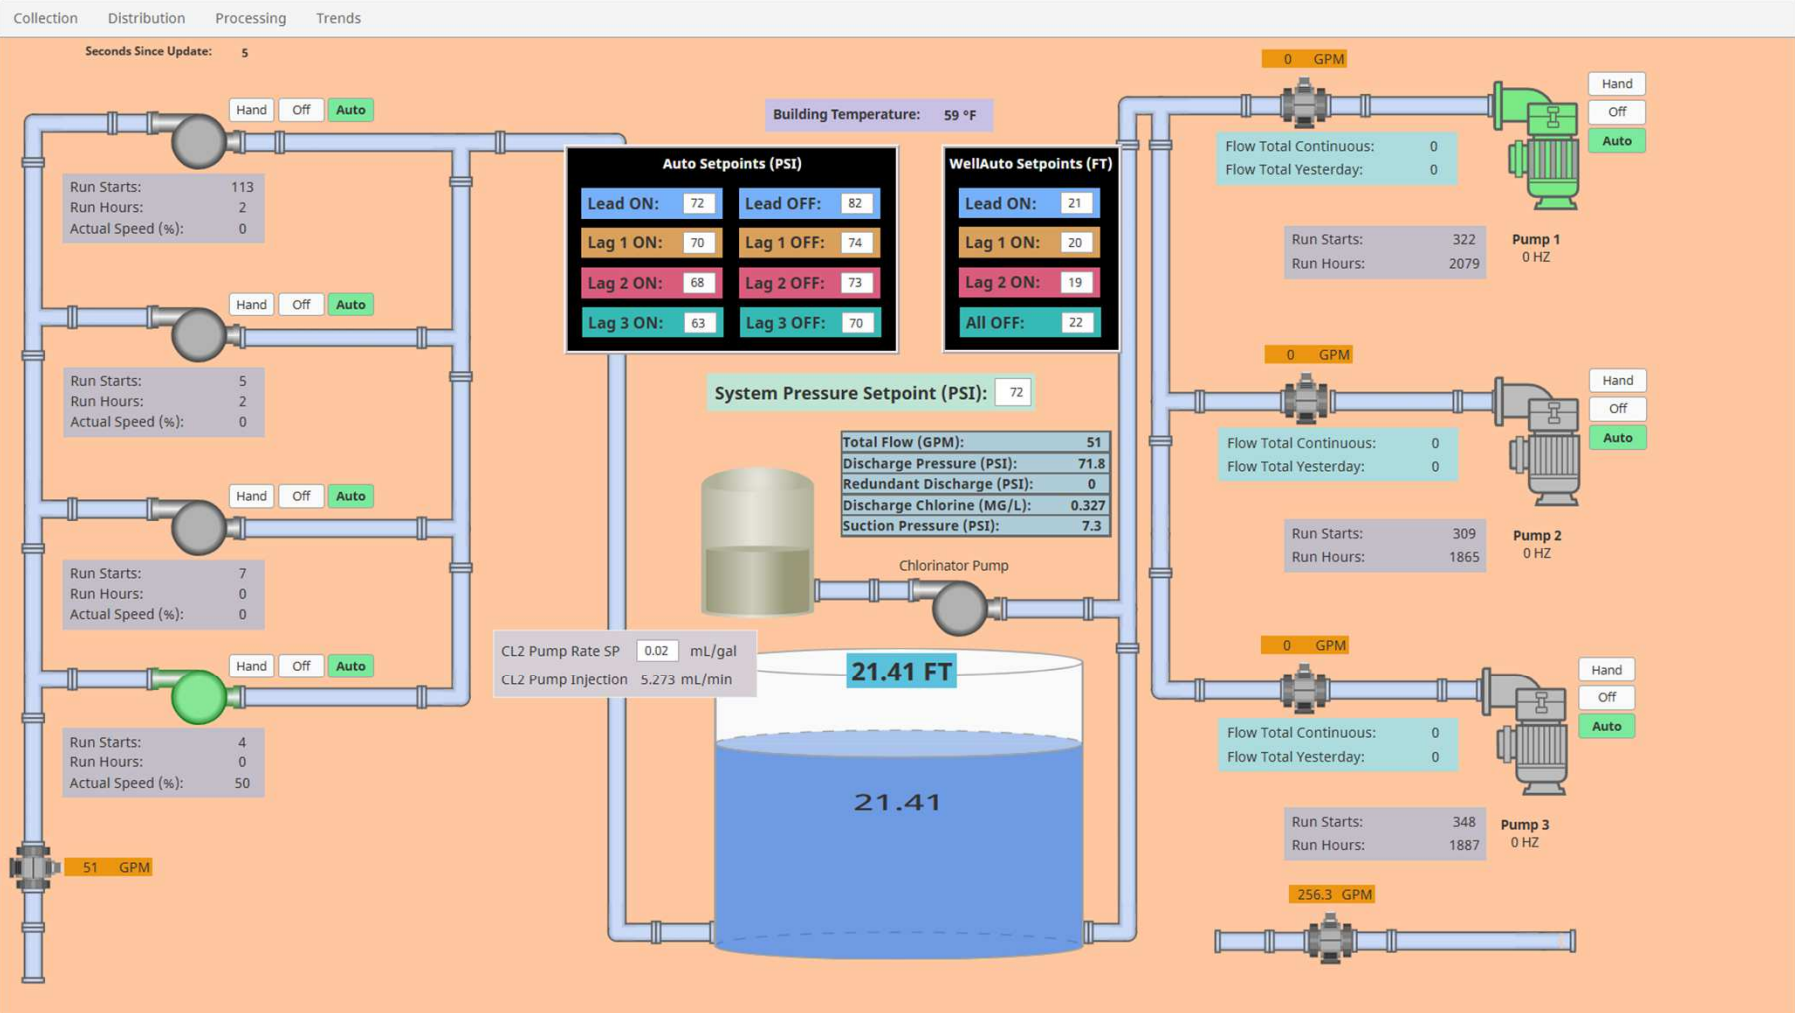 Collection Distribution Processing Trends
Seconds Since Update: 5
Hand Off Auto
Run Starts: 113
Run Hours: 2
Actual Speed (%): 0
Hand Off Auto
Run Starts: 5
Run Hours: 2
Actual Speed (%): 0
Hand Off Auto
Run Starts: 7
Run Hours: 0
Actual Speed (%): 0
Hand Off Auto
Run Starts: 4
Run Hours: 0
Actual Speed (%): 50
51 GPM
Building Temperature: 59 °F
Auto Setpoints (PSI)
Lead ON: 72 Lead OFF: 82
Lag 1 ON: 70 Lag 1 OFF: 74
Lag 2 ON: 68 Lag 2 OFF: 73
Lag 3 ON: 63 Lag 3 OFF: 70
WellAuto Setpoints (FT)
Lead ON: 21
Lag 1 ON: 20
Lag 2 ON: 19
All OFF: 22
System Pressure Setpoint (PSI): 72
Total Flow (GPM): 51
Discharge Pressure (PSI): 71.8
Redundant Discharge (PSI): 0
Discharge Chlorine (MG/L): 0.327
Suction Pressure (PSI): 7.3
Chlorinator Pump
CL2 Pump Rate SP 0.02 mL/gal
CL2 Pump Injection 5.273 mL/min
21.41 FT
21.41
0 GPM
Hand
Off
Auto
Flow Total Continuous: 0
Flow Total Yesterday: 0
Run Starts: 322
Run Hours: 2079
Pump 1
0 HZ
0 GPM
Hand
Off
Auto
Flow Total Continuous: 0
Flow Total Yesterday: 0
Run Starts: 309
Run Hours: 1865
Pump 2
0 HZ
0 GPM
Hand
Off
Auto
Flow Total Continuous: 0
Flow Total Yesterday: 0
Run Starts: 348
Run Hours: 1887
Pump 3
0 HZ
256.3 GPM